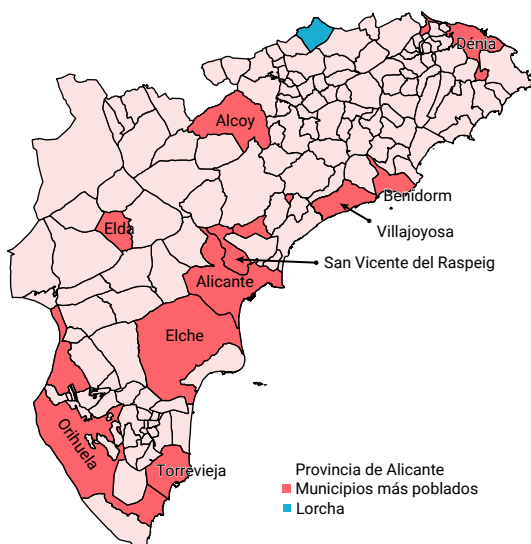 Dénia
Alcoy
Benidorm
Elda
Villajoyosa
San Vicente del Raspeig
Alicante
Elche
Orihuela
Torrevieja
Provincia de Alicante
Municipios más poblados
Lorcha